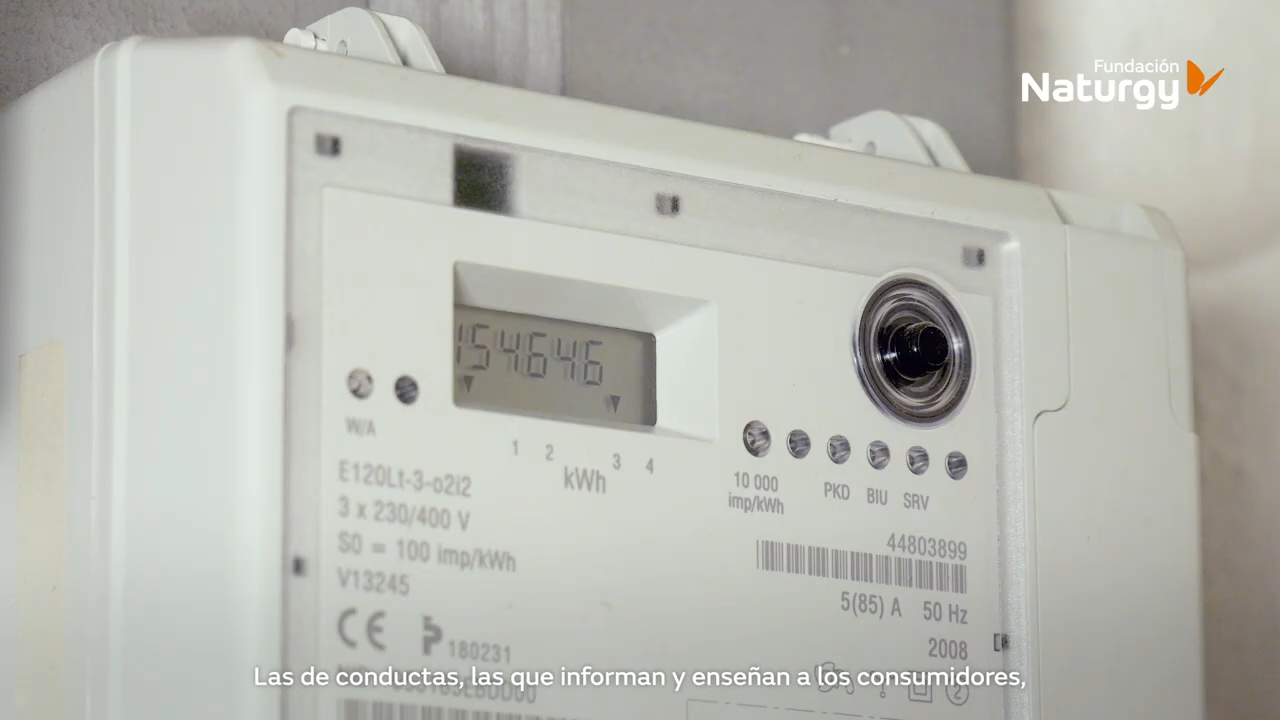 Fundación
Naturgy
154646
W/A
1 2 3 4
kWh
E120Lt-3-o2i2
3 x 230/400 V
S0 = 100 imp/kWh
V13245
CE
180231
10 000
imp/kWh
PKD BIU SRV
44803899
5(85) A 50 Hz
2008
2
Las de conductas, las que informan y enseñan a los consumidores,